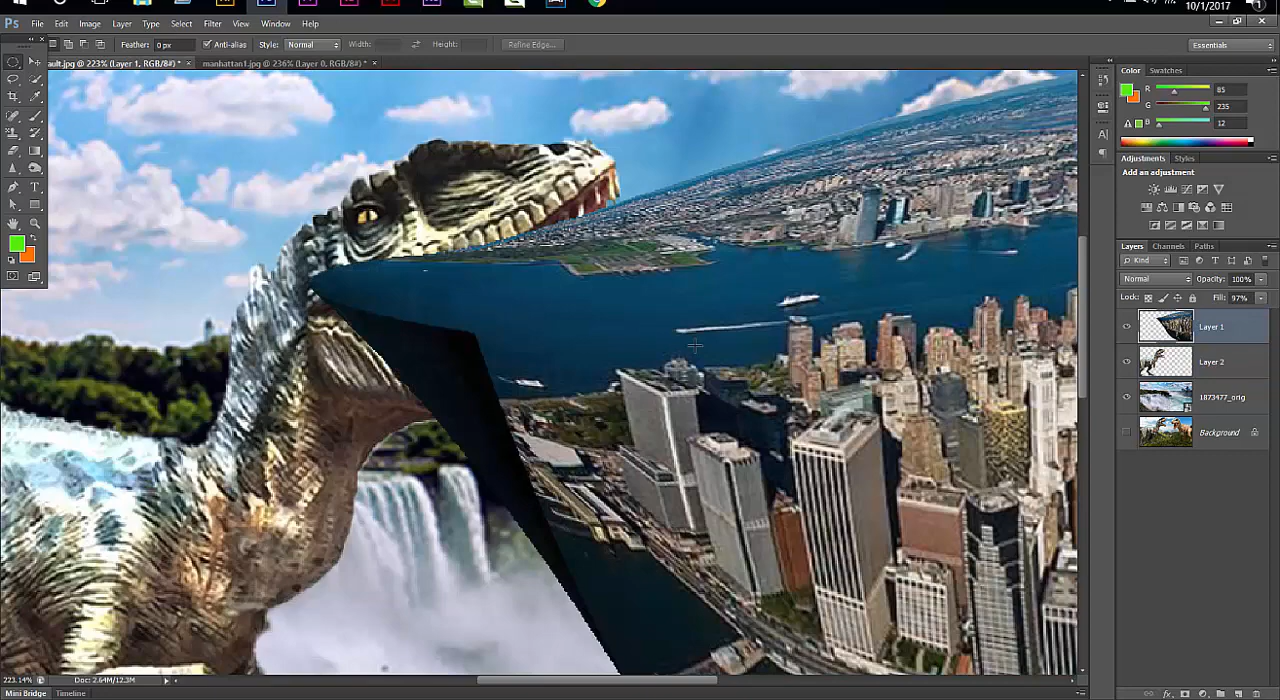 10/1/2017
Ps File Edit Image Layer Type Select Filter View Window Help
Feather: 0 px Anti-alias Style: Normal Width: Height: Refine Edge... Essentials
ault.jpg @ 223% (Layer 1, RGB/8#) * × manhattan1.jpg @ 236% (Layer 0, RGB/8#) * ×
Color Swatches
R 85
G 235
B 12
Adjustments Styles
Add an adjustment
Layers Channels Paths
Kind
Normal Opacity: 100%
Lock: Fill: 97%
Layer 1
Layer 2
1873477_orig
Background
223.14% Doc: 2.64M/12.3M
Mini Bridge Timeline